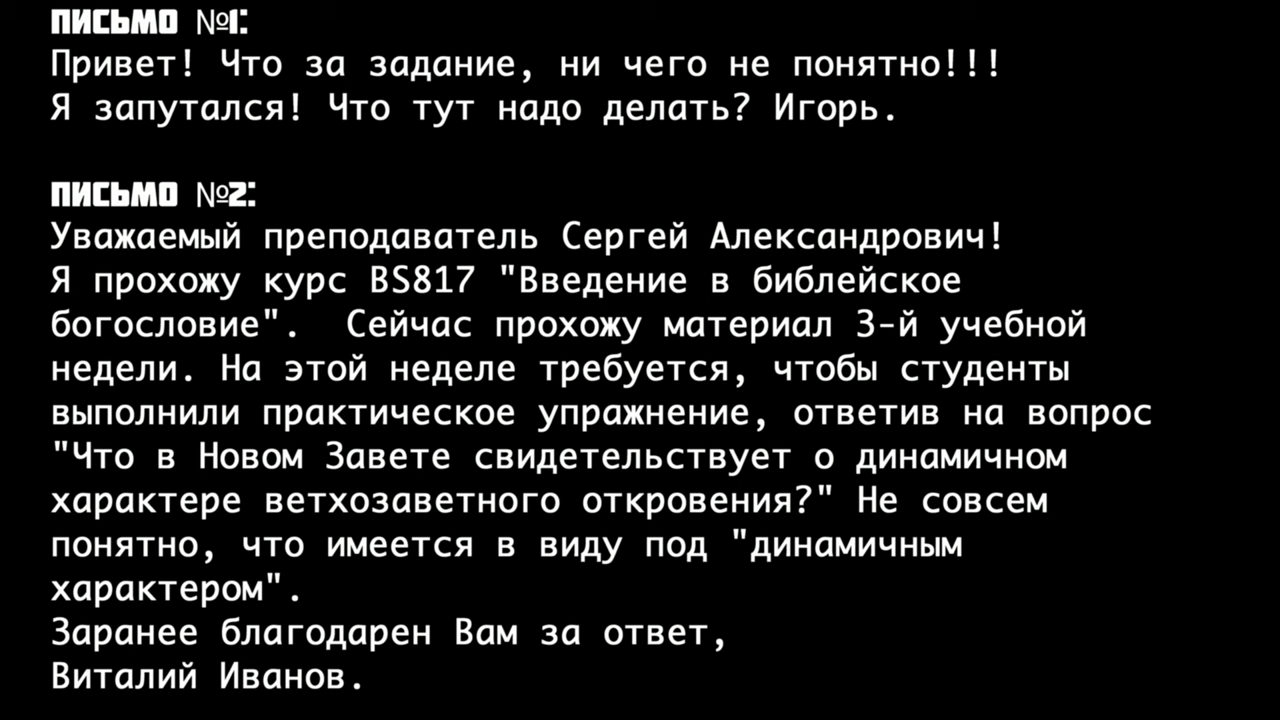 ПИСЬМО №1:
Привет! Что за задание, ни чего не понятно!!!
Я запутался! Что тут надо делать? Игорь.
ПИСЬМО №2:
Уважаемый преподаватель Сергей Александрович!
Я прохожу курс BS817 "Введение в библейское
богословие".  Сейчас прохожу материал 3-й учебной
недели. На этой неделе требуется, чтобы студенты
выполнили практическое упражнение, ответив на вопрос
"Что в Новом Завете свидетельствует о динамичном
характере ветхозаветного откровения?" Не совсем
понятно, что имеется в виду под "динамичным
характером".
Заранее благодарен Вам за ответ,
Виталий Иванов.